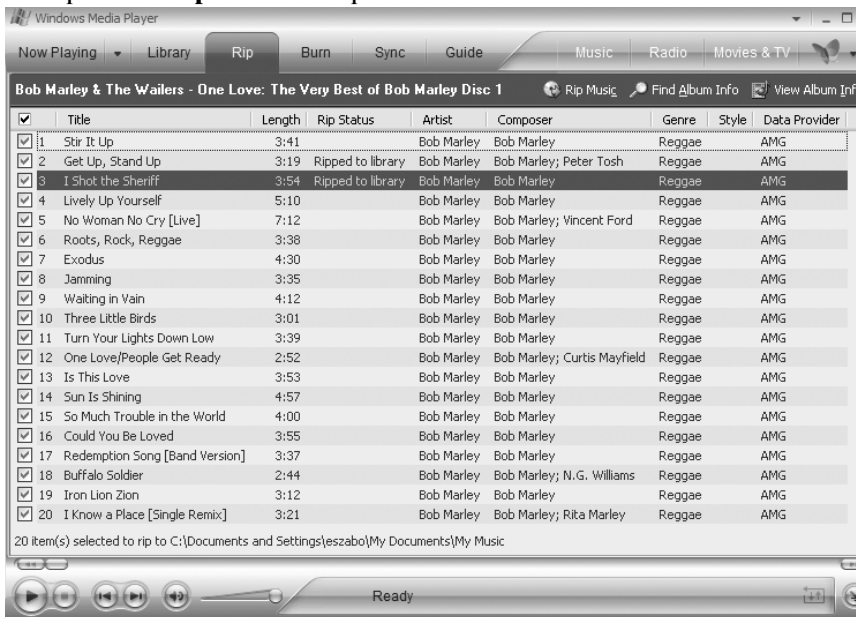 Windows Media Player
Now Playing Library Rip Burn Sync Guide Music Radio Movies & TV
Bob Marley & The Wailers - One Love: The Very Best of Bob Marley Disc 1 Rip Music Find Album Info View Album Inf
Title Length Rip Status Artist Composer Genre Style Data Provider
1 Stir It Up 3:41 Bob Marley Bob Marley Reggae AMG
2 Get Up, Stand Up 3:19 Ripped to library Bob Marley Bob Marley; Peter Tosh Reggae AMG
3 I Shot the Sheriff 3:54 Ripped to library Bob Marley Bob Marley Reggae AMG
4 Lively Up Yourself 5:10 Bob Marley Bob Marley Reggae AMG
5 No Woman No Cry [Live] 7:12 Bob Marley Bob Marley; Vincent Ford Reggae AMG
6 Roots, Rock, Reggae 3:38 Bob Marley Bob Marley Reggae AMG
7 Exodus 4:30 Bob Marley Bob Marley Reggae AMG
8 Jamming 3:35 Bob Marley Bob Marley Reggae AMG
9 Waiting in Vain 4:12 Bob Marley Bob Marley Reggae AMG
10 Three Little Birds 3:01 Bob Marley Bob Marley Reggae AMG
11 Turn Your Lights Down Low 3:39 Bob Marley Bob Marley Reggae AMG
12 One Love/People Get Ready 2:52 Bob Marley Bob Marley; Curtis Mayfield Reggae AMG
13 Is This Love 3:53 Bob Marley Bob Marley Reggae AMG
14 Sun Is Shining 4:57 Bob Marley Bob Marley Reggae AMG
15 So Much Trouble in the World 4:00 Bob Marley Bob Marley Reggae AMG
16 Could You Be Loved 3:55 Bob Marley Bob Marley Reggae AMG
17 Redemption Song [Band Version] 3:37 Bob Marley Bob Marley Reggae AMG
18 Buffalo Soldier 2:44 Bob Marley Bob Marley; N.G. Williams Reggae AMG
19 Iron Lion Zion 3:12 Bob Marley Bob Marley Reggae AMG
20 I Know a Place [Single Remix] 3:21 Bob Marley Bob Marley; Rita Marley Reggae AMG
20 item(s) selected to rip to C:\Documents and Settings\eszabo\My Documents\My Music
Ready